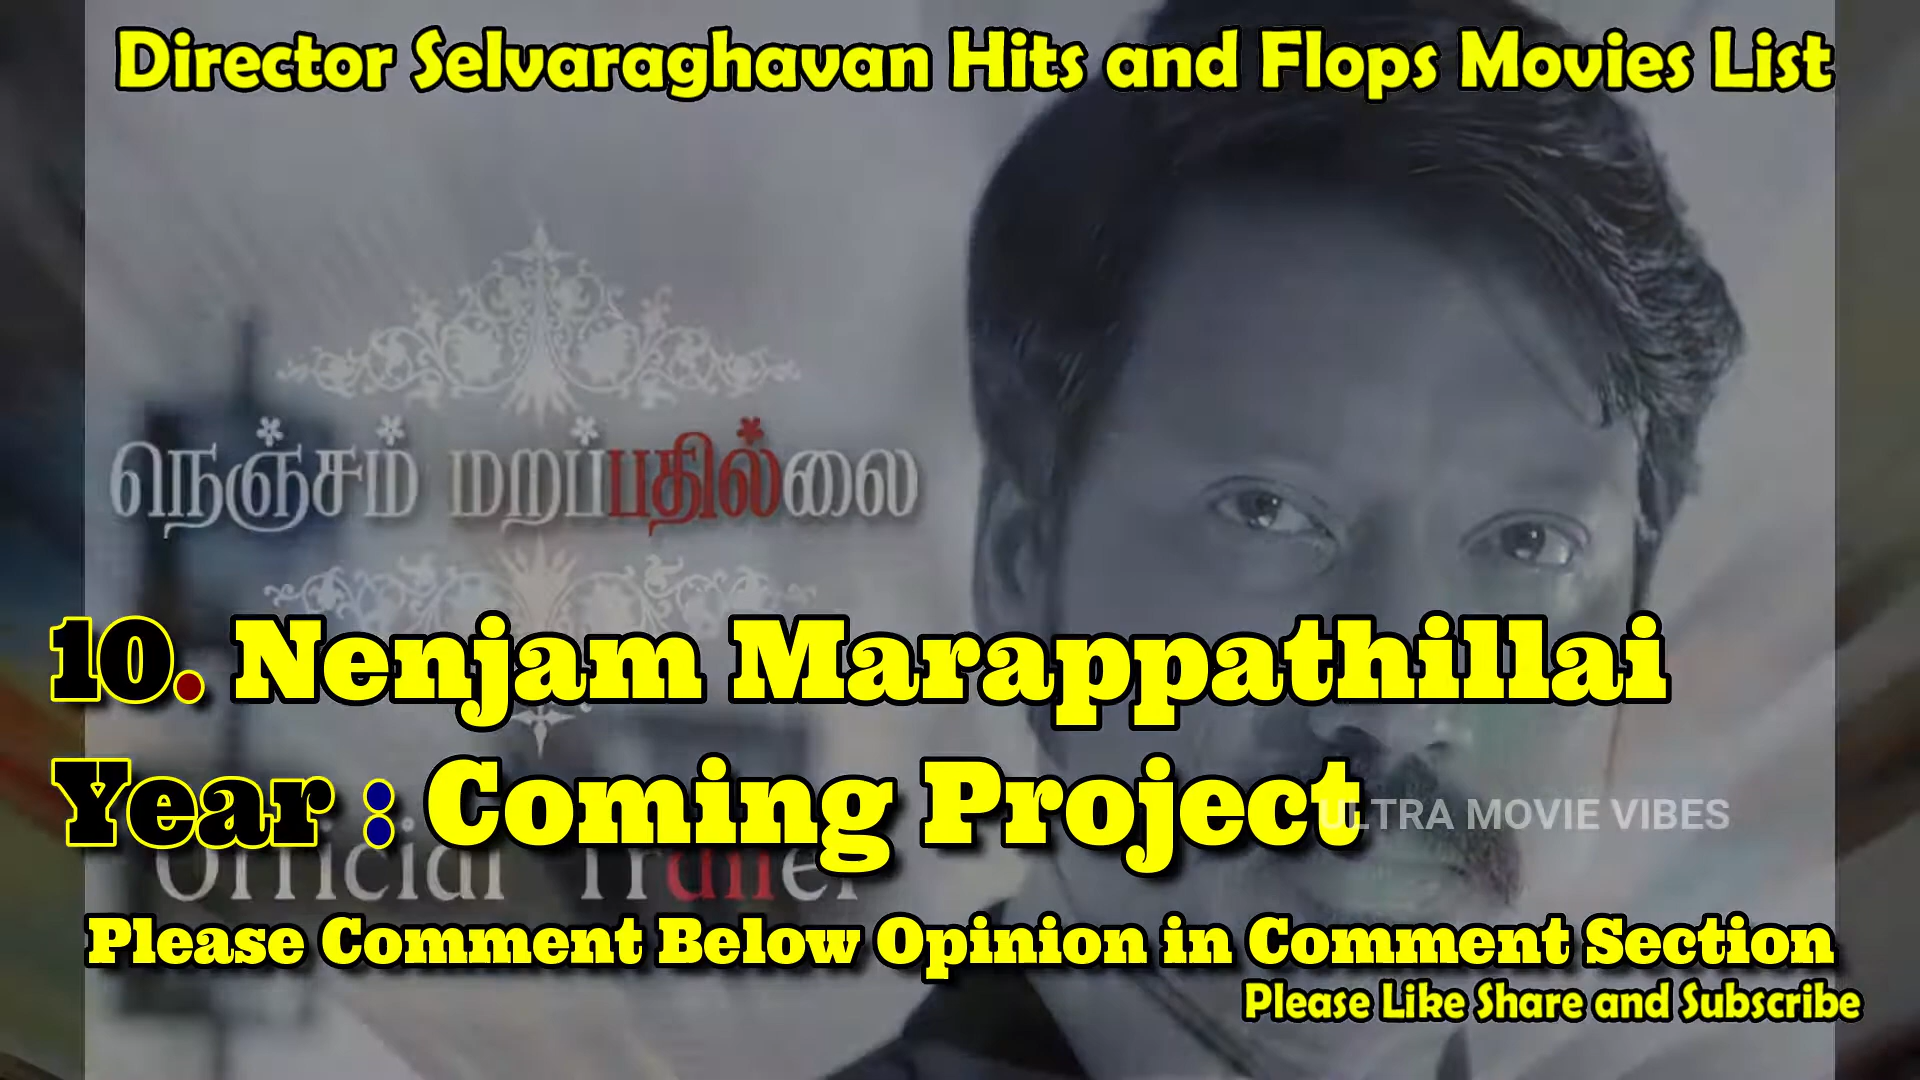 Director Selvaraghavan Hits and Flops Movies List
நெஞ்சம் மறப்பதில்லை
10. Nenjam Marappathillai
Year : Coming Project
ULTRA MOVIE VIBES
Official Trailer
Please Comment Below Opinion in Comment Section
Please Like Share and Subscribe